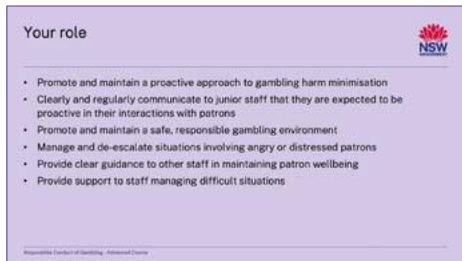 Your role
NSW
GOVERNMENT
• Promote and maintain a proactive approach to gambling harm minimisation
• Clearly and regularly communicate to junior staff that they are expected to be
proactive in their interactions with patrons
• Promote and maintain a safe, responsible gambling environment
• Manage and de-escalate situations involving angry or distressed patrons
• Provide clear guidance to other staff in maintaining patron wellbeing
• Provide support to staff managing difficult situations
Responsible Conduct of Gambling - Advanced Course